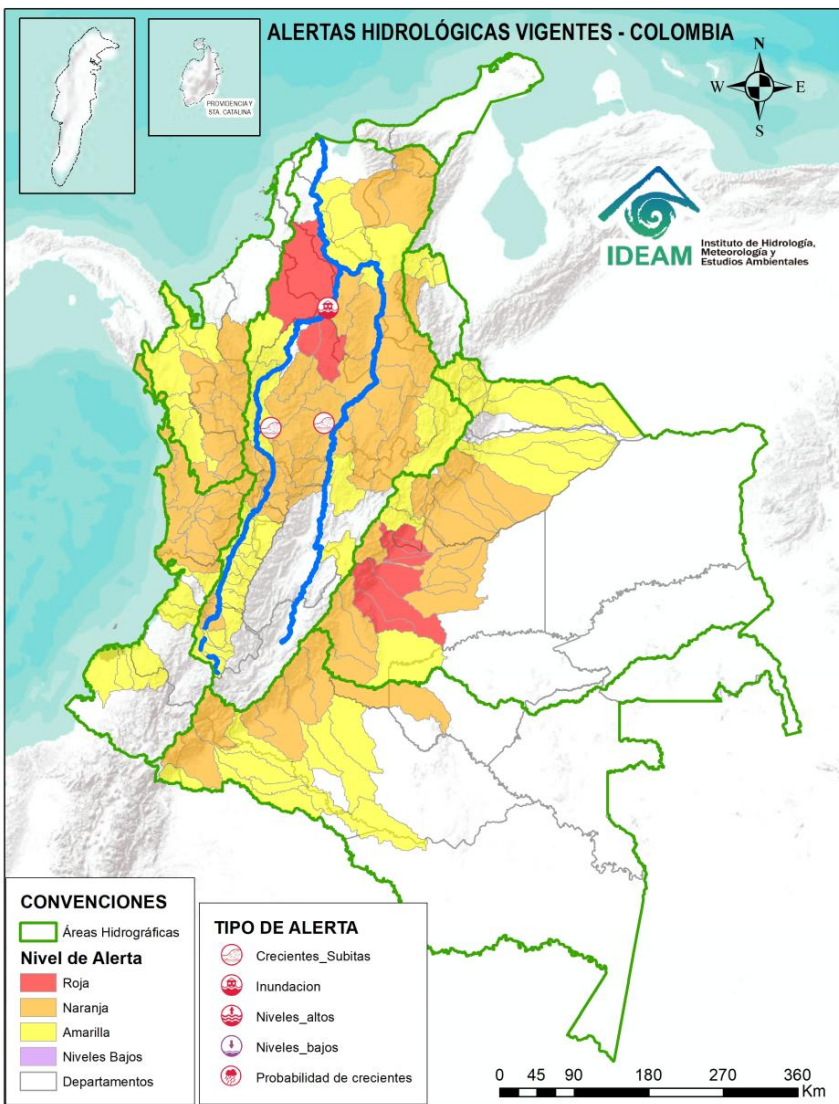 ALERTAS HIDROLÓGICAS VIGENTES - COLOMBIA
PROVIDENCIA Y
STA. CATALINA
N
W
E
S
IDEAM
Instituto de Hidrología,
Meteorología y
Estudios Ambientales
CONVENCIONES
Áreas Hidrográficas
Nivel de Alerta
Roja
Naranja
Amarilla
Niveles Bajos
Departamentos
TIPO DE ALERTA
Crecientes_Subitas
Inundacion
Niveles_altos
Niveles_bajos
Probabilidad de crecientes
0 45 90 180 270 360
Km